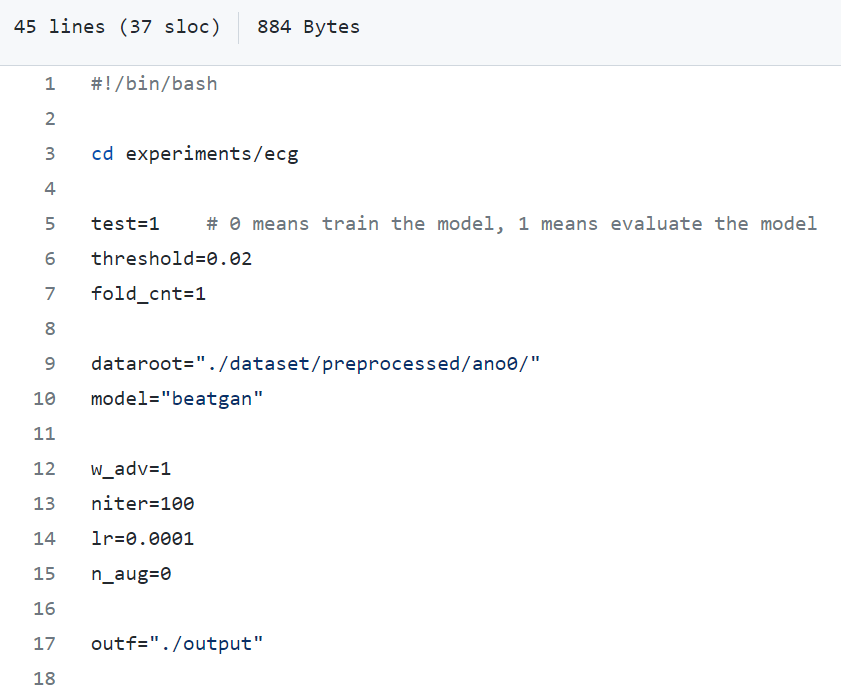 45 lines (37 sloc) 884 Bytes
1 #!/bin/bash
2
3 cd experiments/ecg
4
5 test=1    # 0 means train the model, 1 means evaluate the model
6 threshold=0.02
7 fold_cnt=1
8
9 dataroot="./dataset/preprocessed/ano0/"
10 model="beatgan"
11
12 w_adv=1
13 niter=100
14 lr=0.0001
15 n_aug=0
16
17 outf="./output"
18